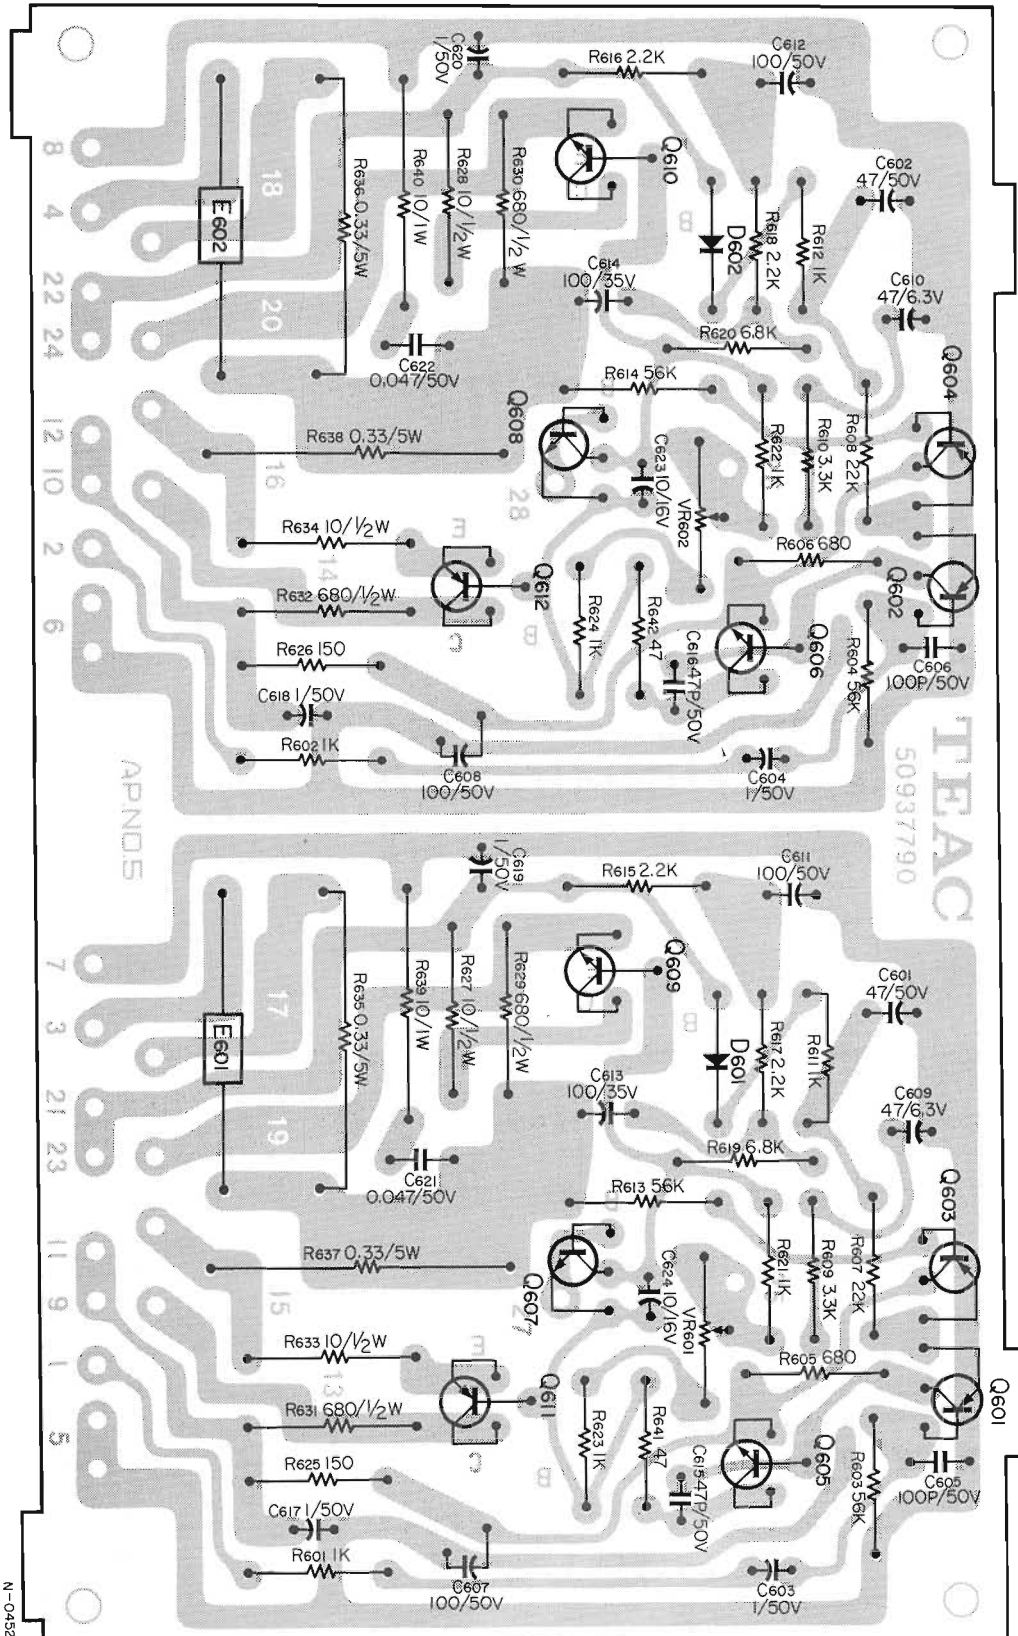 C620
1/50V
R616 2.2K
C612
100/50V
8
4
22
24
18
20
E602
R636 0.33/5W
R640 10/1W
R628 10/1/2W
R630 680/1/2W
Q610
B
D602
R618 2.2K
R612 1K
C602
47/50V
C614
100/35V
C610
47/6.3V
R620 6.8K
C622
0.047/50V
R614 56K
Q608
Q604
12
10
2
6
R638 0.33/5W
16
28
C623 10/16V
VR602
R622 1K
R610 3.3K
R608 22K
R634 10/1/2W
14
E
R606 680
R632 680/1/2W
Q612
B
C
R624 1K
R642 47
Q606
Q602
R626 150
C616 47P/50V
R604 56K
C606
100P/50V
C618 1/50V
R602 1K
C608
100/50V
C604
1/50V
TEAC
50937790
AP.NO.5
C619
1/50V
R615 2.2K
C611
100/50V
7
3
21
23
17
19
E601
R635 0.33/5W
R639 10/1W
R627 10/1/2W
R629 680/1/2W
Q609
B
D601
R617 2.2K
R611 1K
C601
47/50V
C613
100/35V
C609
47/6.3V
R619 6.8K
C621
0.047/50V
R613 56K
Q607
Q603
11
9
1
5
R637 0.33/5W
15
27
C624 10/16V
VR601
R621 1K
R609 3.3K
R607 22K
R633 10/1/2W
13
E
R605 680
R631 680/1/2W
Q611
B
C
R623 1K
R641 47
Q605
Q601
R625 150
C615 47P/50V
R603 56K
C605
100P/50V
C617 1/50V
R601 1K
C607
100/50V
C603
1/50V
N-0452